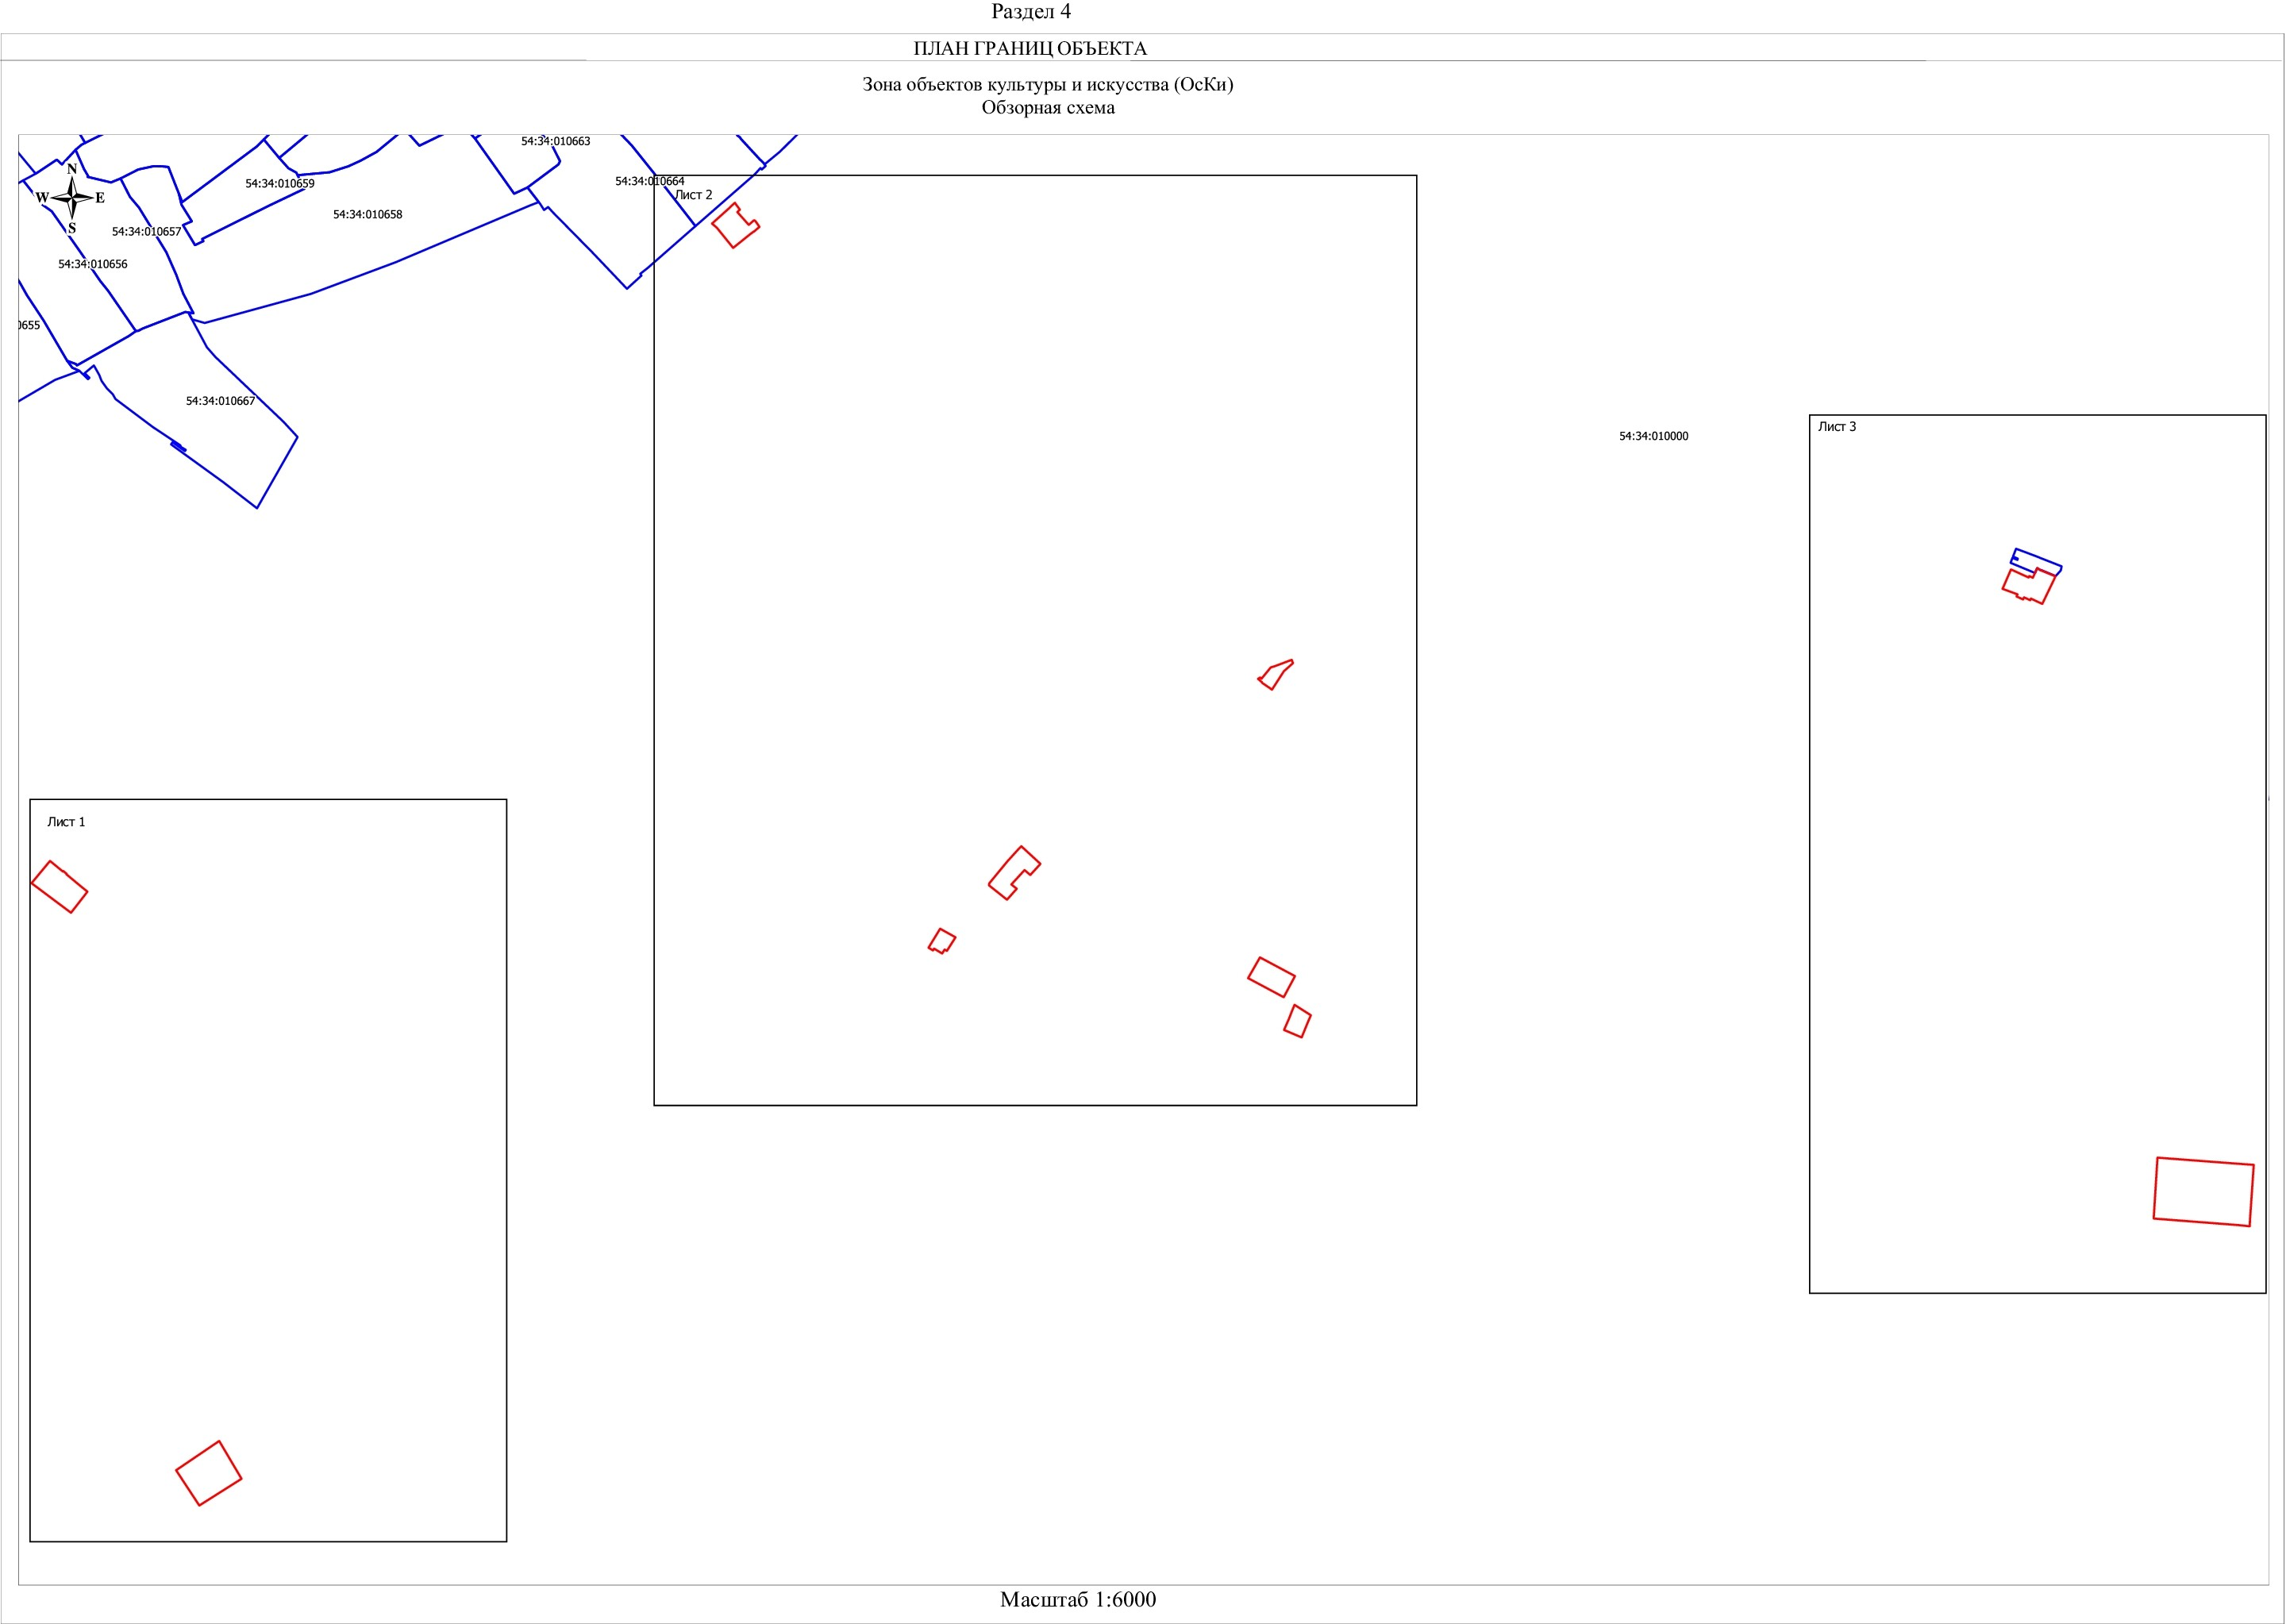 Раздел 4
ПЛАН ГРАНИЦ ОБЪЕКТА
Зона объектов культуры и искусства (ОсКи)
Обзорная схема
54:34:010663
N
54:34:010659
54:34:010664
Лист 2
W E
54:34:010658
S
54:34:010657
54:34:010656
0655
54:34:010667
Лист 3
54:34:010000
Лист 1
Масштаб 1:6000